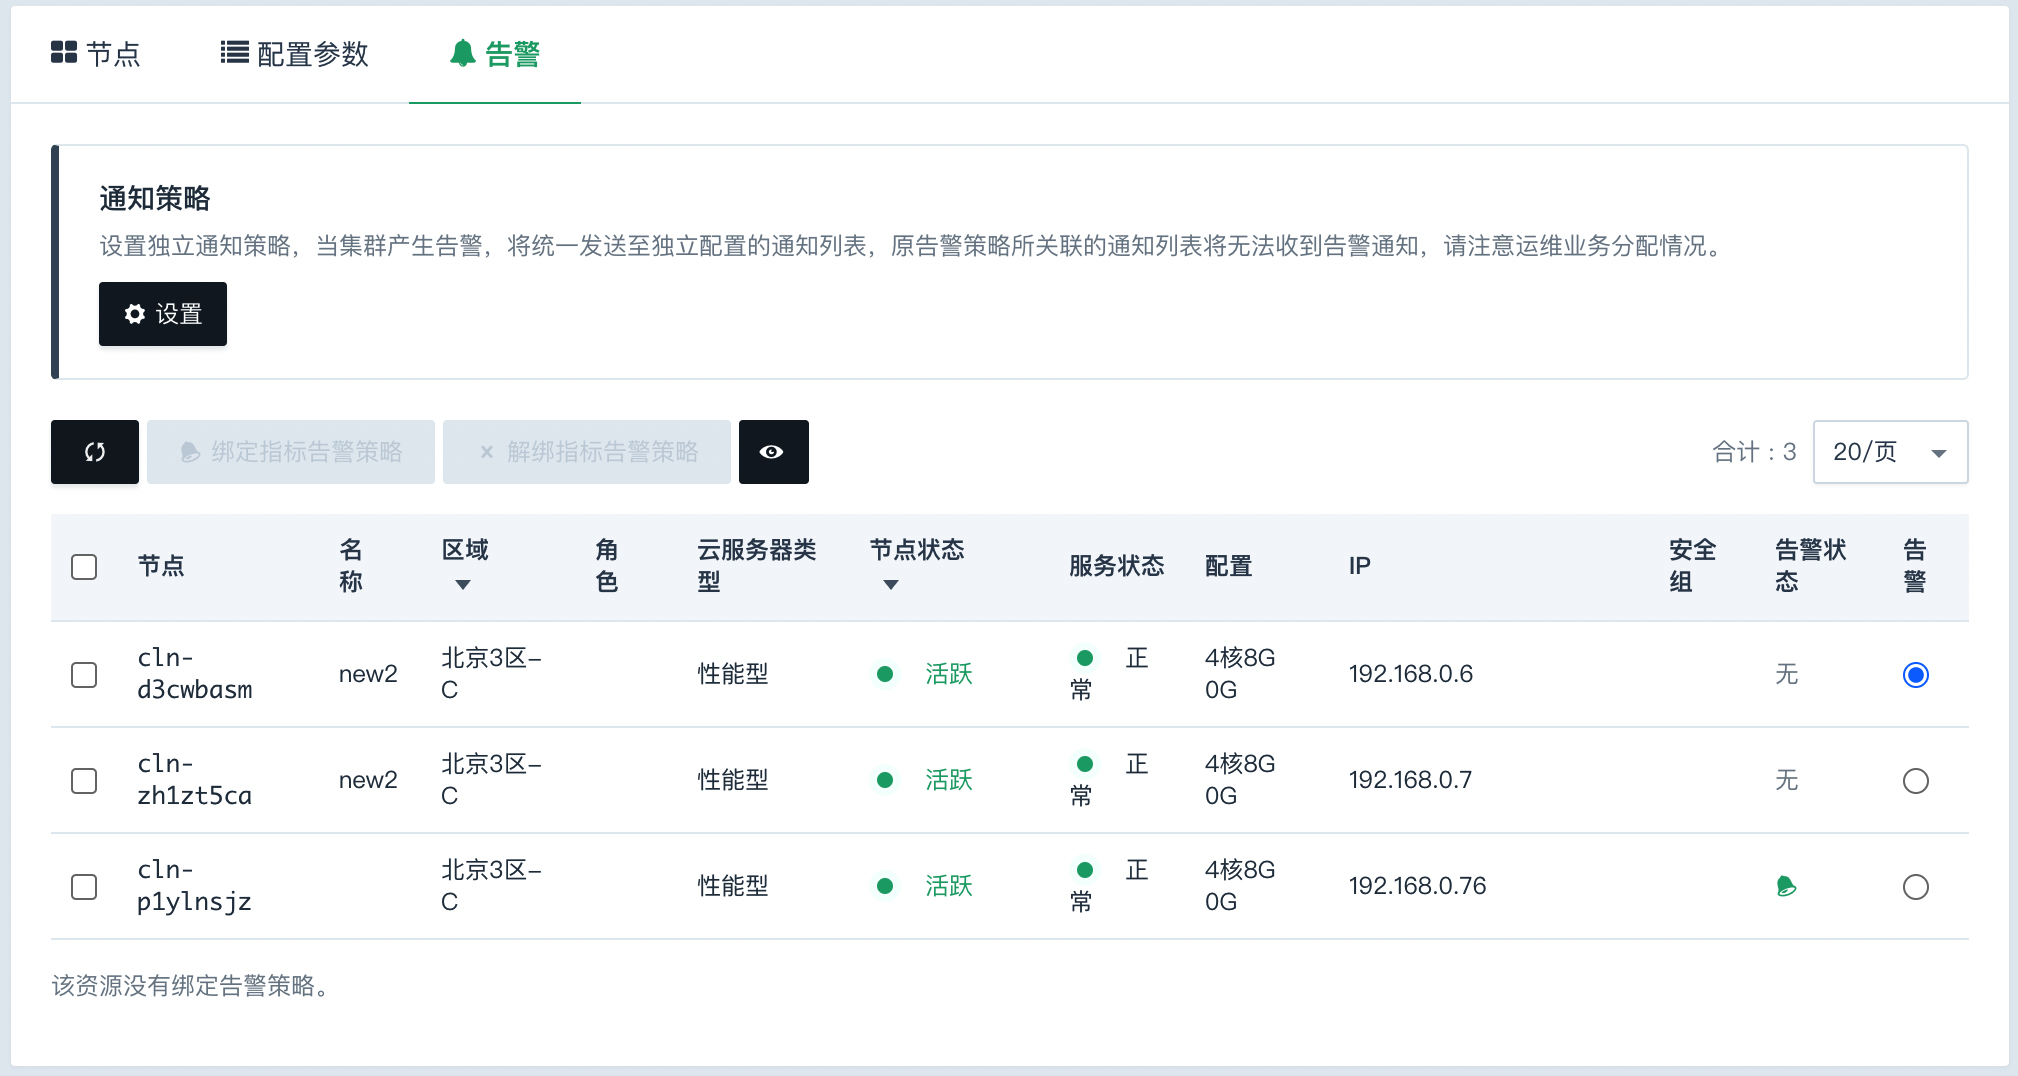 节点 配置参数 告警
通知策略
设置独立通知策略，当集群产生告警，将统一发送至独立配置的通知列表，原告警策略所关联的通知列表将无法收到告警通知，请注意运维业务分配情况。
设置
绑定指标告警策略 × 解绑指标告警策略 合计：3 20/页
节点 名称 区域 角色 云服务器类型 节点状态 服务状态 配置 IP 安全组 告警状态 告警
cln-d3cwbasm new2 北京3区-C 性能型 活跃 正常 4核8G 0G 192.168.0.6 无
cln-zh1zt5ca new2 北京3区-C 性能型 活跃 正常 4核8G 0G 192.168.0.7 无
cln-p1ylnsjz 北京3区-C 性能型 活跃 正常 4核8G 0G 192.168.0.76
该资源没有绑定告警策略。